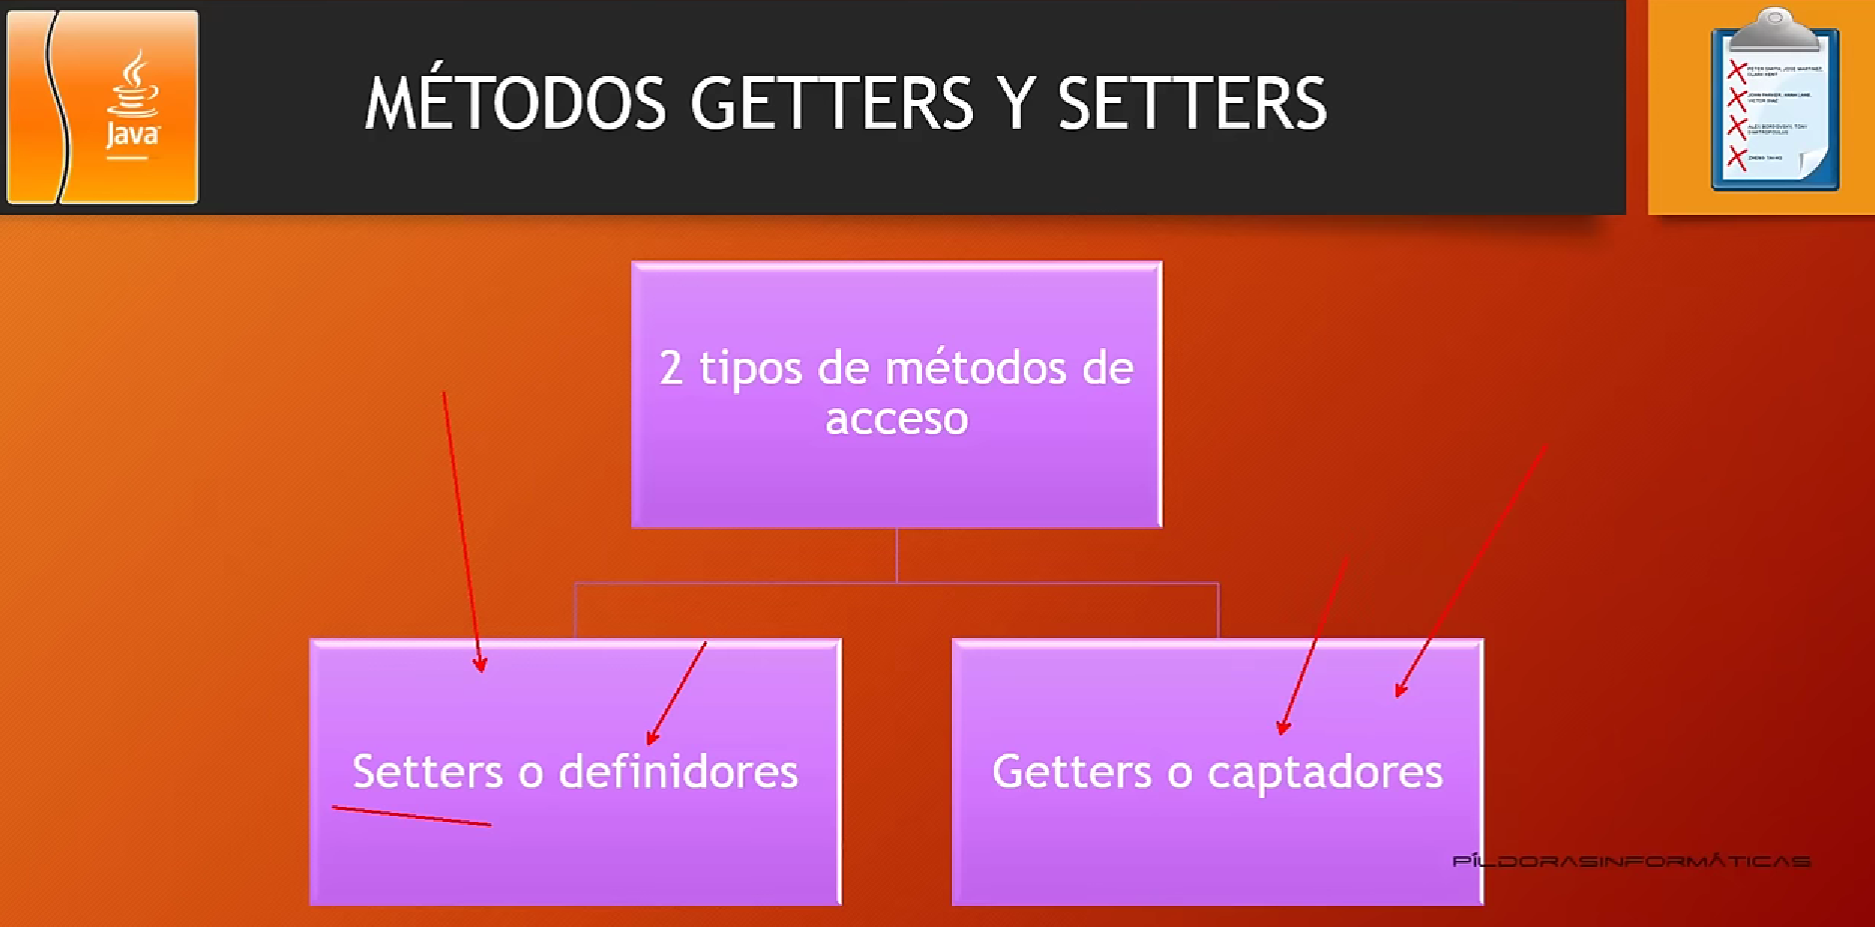 Java
MÉTODOS GETTERS Y SETTERS
2 tipos de métodos de
acceso
Setters o definidores
Getters o captadores
PÍLDORASINFORMÁTICAS